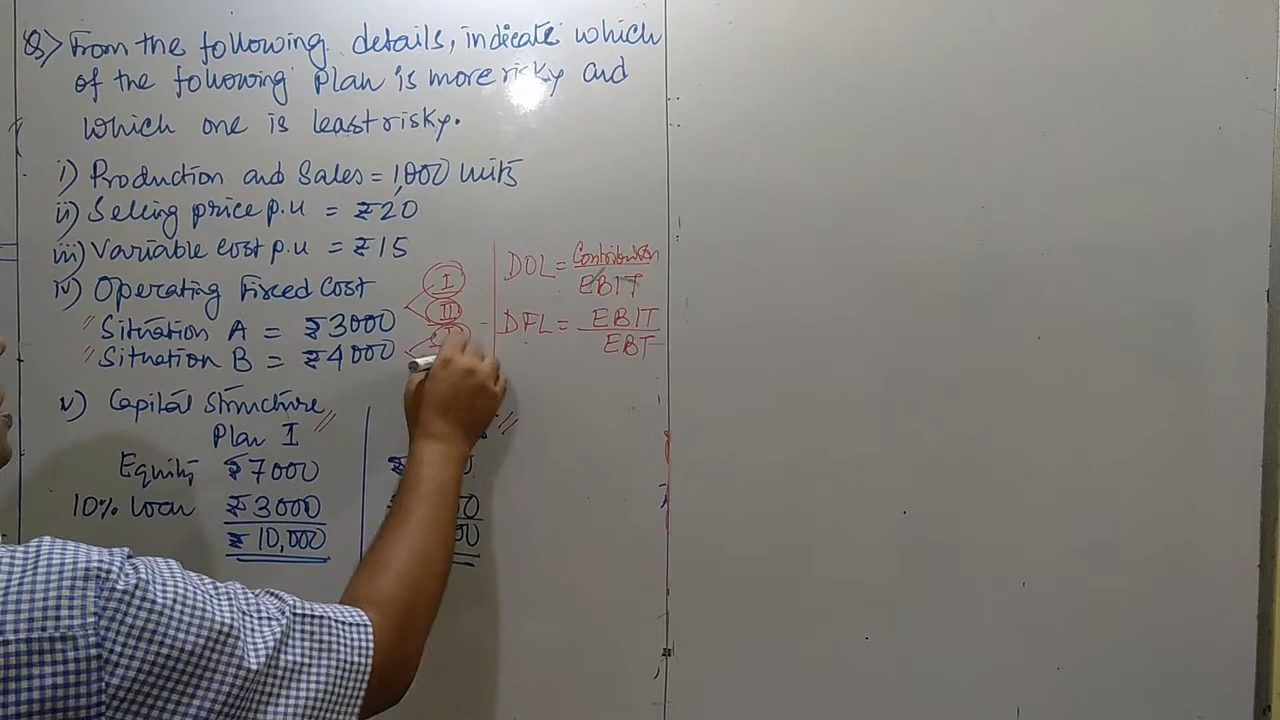 Q> From the following details, indicate which
of the following plan is more risky and
which one is least risky.
i) Production and Sales = 1,000 units
ii) Selling price p.u = ₹20
iii) Variable cost p.u = ₹15
iv) Operating Fixed Cost
" Situation A = ₹3000
" Situation B = ₹4000
I
II
I
DOL = Contribution
EBIT
DFL = EBIT
EBT
v) Capital Structure
Plan I
Equity ₹7000
10% loan ₹3000
₹10,000